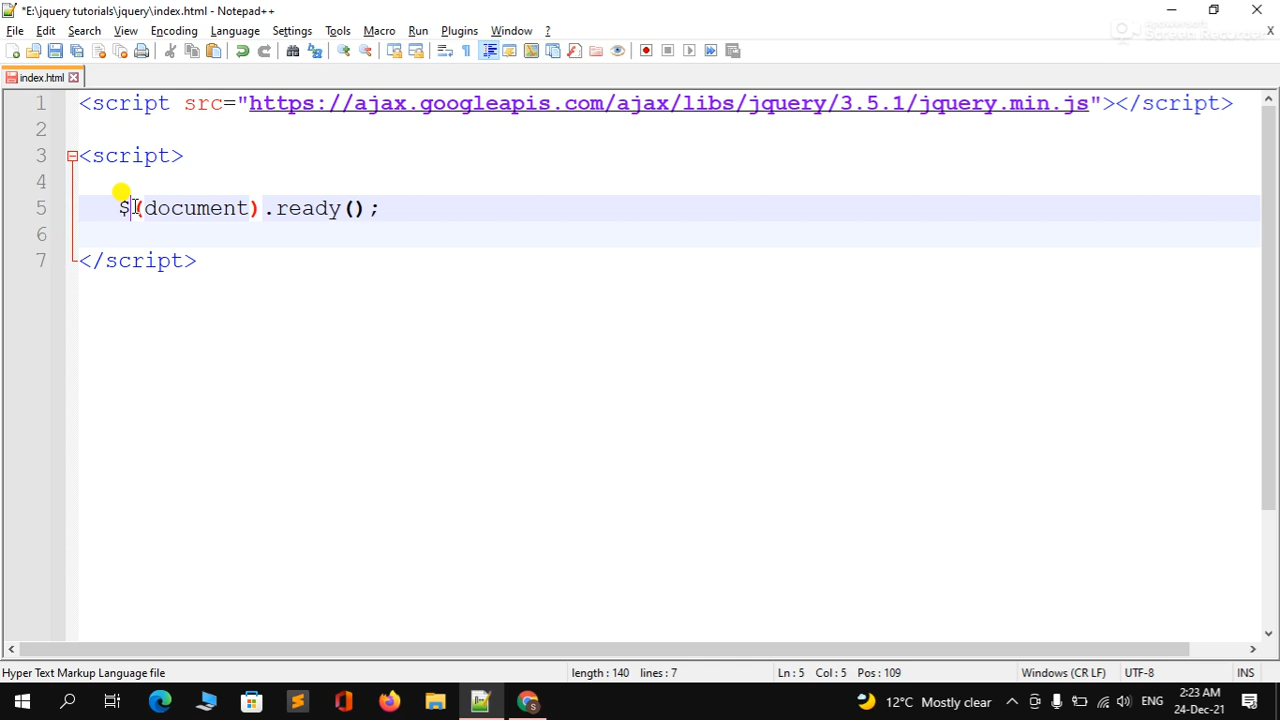 *E:\jquery tutorials\jquery\index.html - Notepad++
File Edit Search View Encoding Language Settings Tools Macro Run Plugins Window ? X
index.html
1 <script src="https://ajax.googleapis.com/ajax/libs/jquery/3.5.1/jquery.min.js"></script>
2
3 <script>
4
5 $(document).ready();
6
7 </script>
Hyper Text Markup Language file length : 140 lines : 7 Ln : 5 Col : 5 Pos : 109 Windows (CR LF) UTF-8 INS
12°C Mostly clear ENG 2:23 AM
24-Dec-21